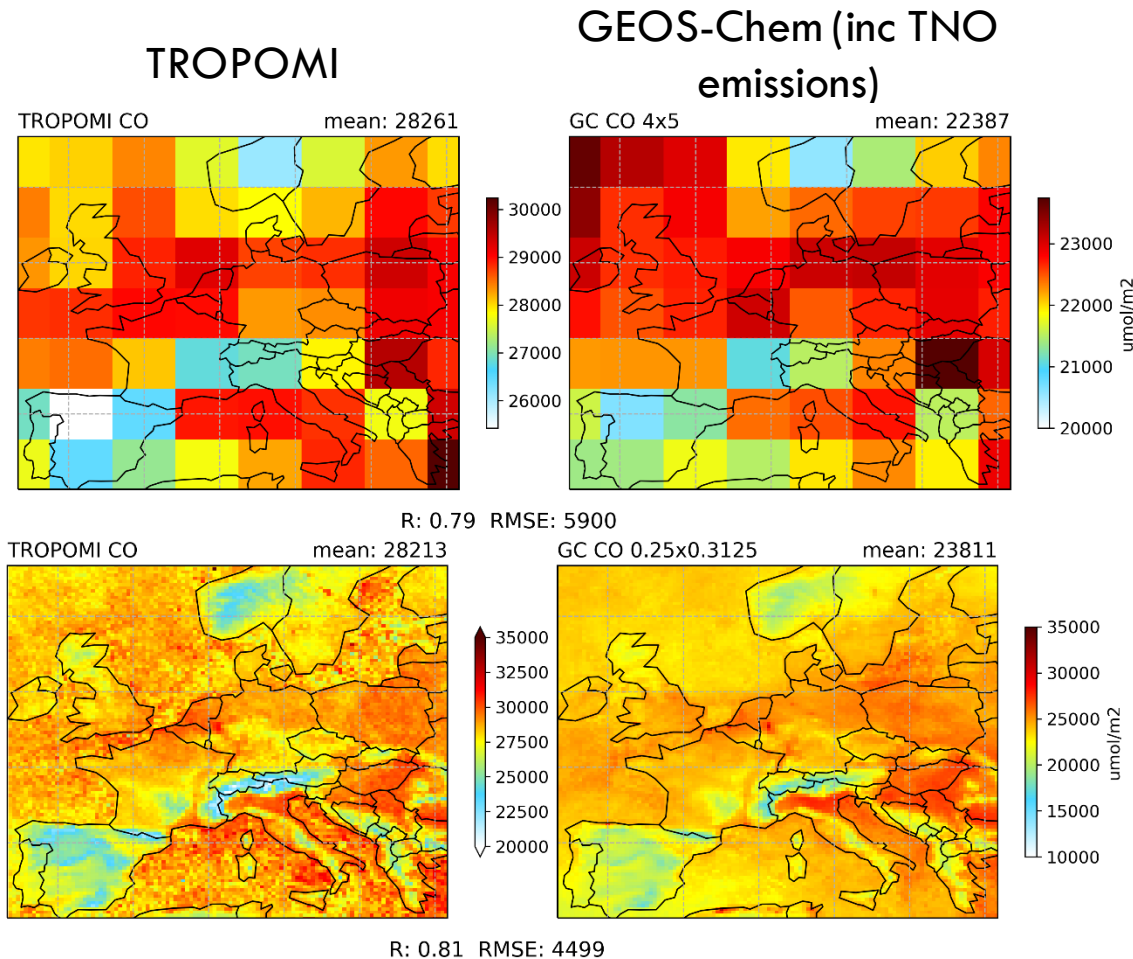 TROPOMI
GEOS-Chem (inc TNO
emissions)
TROPOMI CO mean: 28261
GC CO 4x5 mean: 22387
30000
29000
28000
27000
26000
23000
22000
21000
20000
umol/m2
R: 0.79 RMSE: 5900
TROPOMI CO mean: 28213
GC CO 0.25x0.3125 mean: 23811
35000
32500
30000
27500
25000
22500
20000
35000
30000
25000
20000
15000
10000
umol/m2
R: 0.81 RMSE: 4499